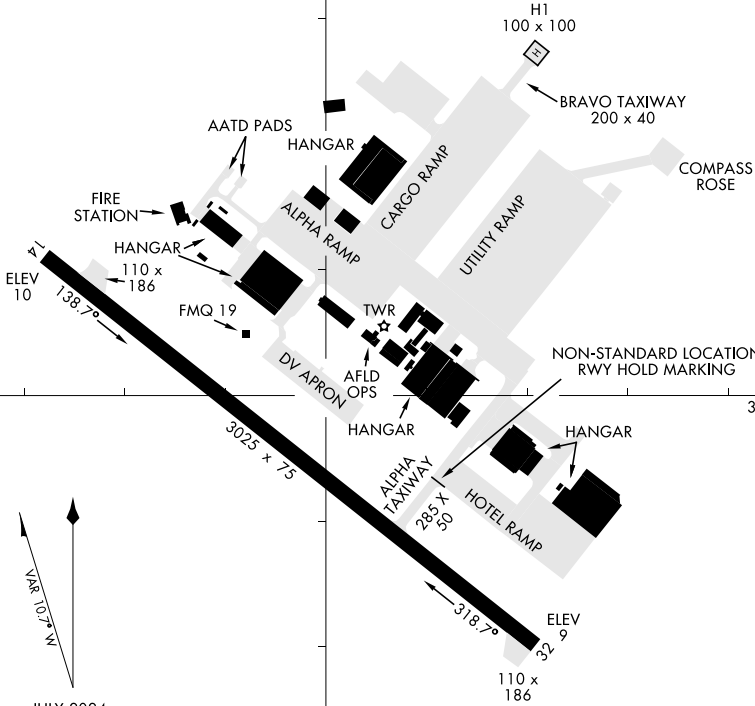 H1
100 x 100
H
BRAVO TAXIWAY
200 x 40
AATD PADS
HANGAR
COMPASS
ROSE
CARGO RAMP
FIRE
STATION
ALPHA RAMP
UTILITY RAMP
HANGAR
14
ELEV
10
110 x
186
138.7°
FMQ 19
TWR
DV APRON
AFLD
OPS
NON-STANDARD LOCATION
RWY HOLD MARKING
HANGAR
3
3025 x 75
HANGAR
ALPHA
TAXIWAY
285 X
50
HOTEL RAMP
VAR 10.7° W
318.7°
ELEV
9
32
110 x
186